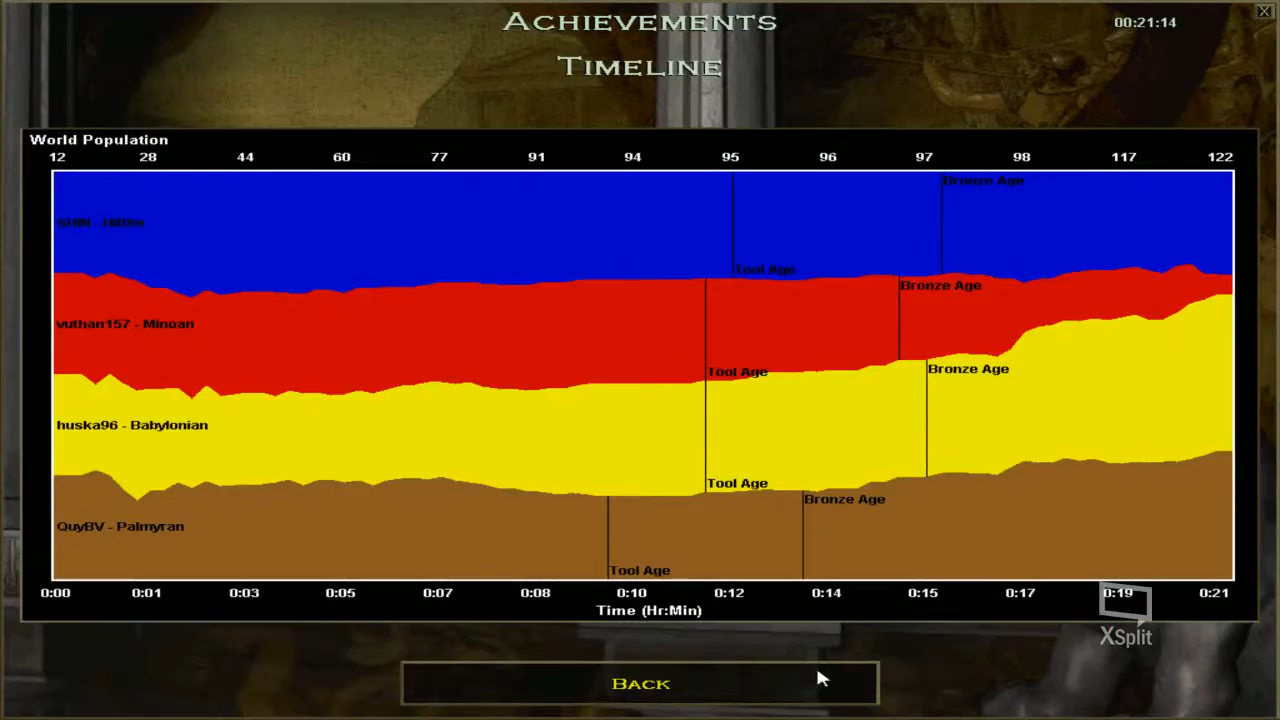 ACHIEVEMENTS
00:21:14
TIMELINE
World Population
12 28 44 60 77 91 94 95 96 97 98 117 122
Bronze Age
SHIN - Hittite
Tool Age
Bronze Age
vuthan157 - Minoan
Tool Age
Bronze Age
huska96 - Babylonian
Tool Age
Bronze Age
QuyBV - Palmyran
Tool Age
0:00 0:01 0:03 0:05 0:07 0:08 0:10 0:12 0:14 0:15 0:17 0:19 0:21
Time (Hr:Min)
XSplit
BACK